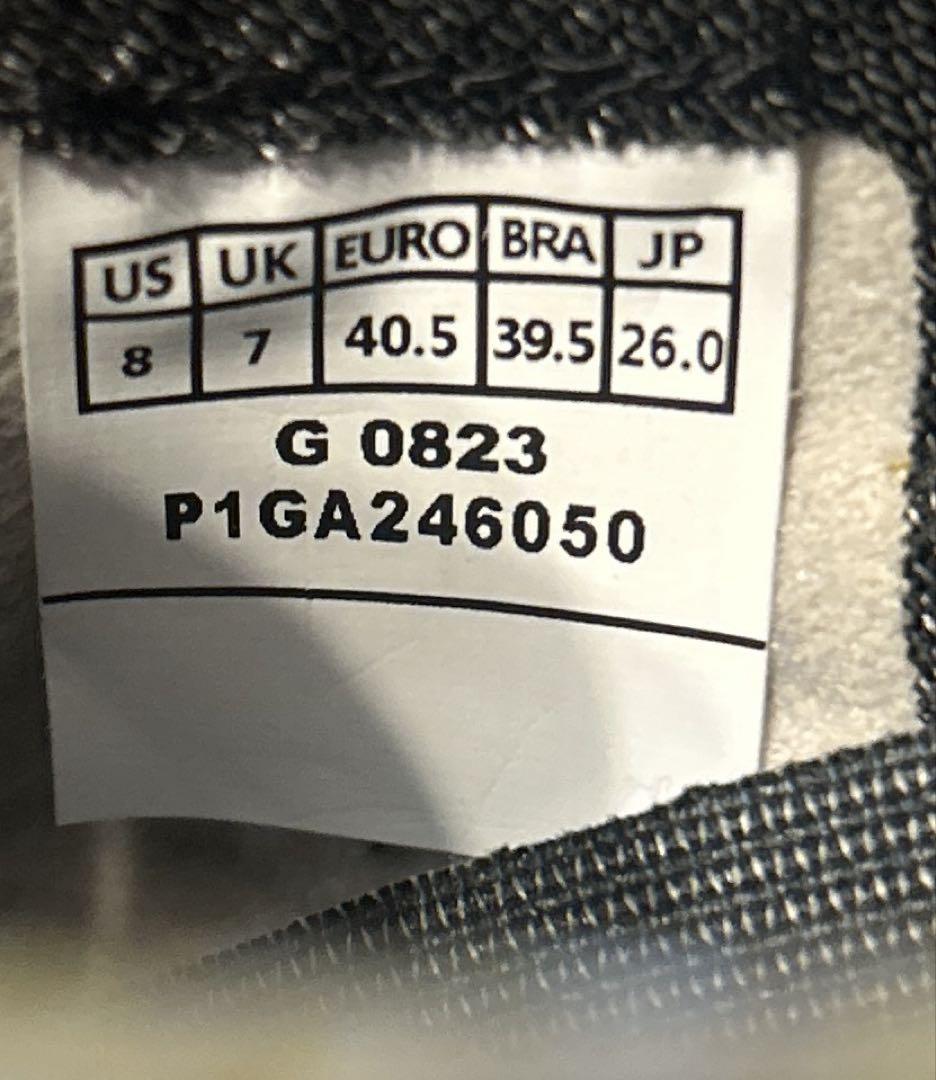 US UK EURO BRA JP
8 7 40.5 39.5 26.0
G 0823
P1GA246050